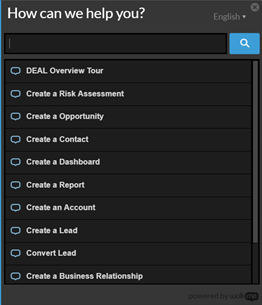 How can we help you?
English
DEAL Overview Tour
Create a Risk Assessment
Create a Opportunity
Create a Contact
Create a Dashboard
Create a Report
Create an Account
Create a Lead
Convert Lead
Create a Business Relationship
powered by walkme